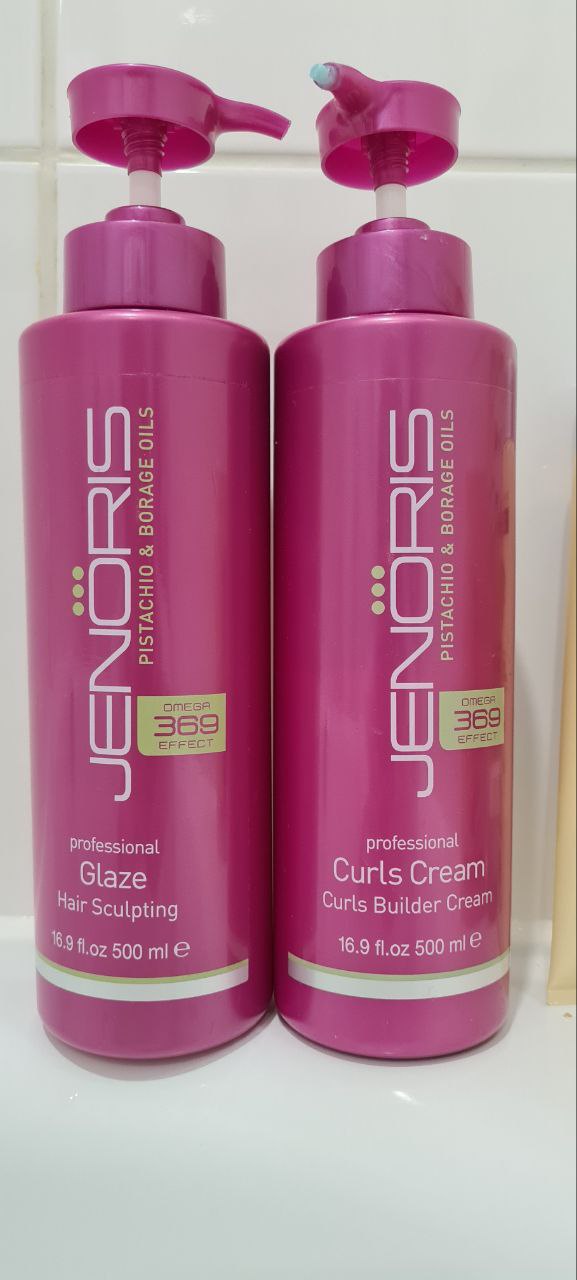 JENÖRIS
PISTACHIO & BORAGE OILS
OMEGA
369
EFFECT
professional
Glaze
Hair Sculpting
16.9 fl.oz 500 ml ℮
JENÖRIS
PISTACHIO & BORAGE OILS
OMEGA
369
EFFECT
professional
Curls Cream
Curls Builder Cream
16.9 fl.oz 500 ml ℮